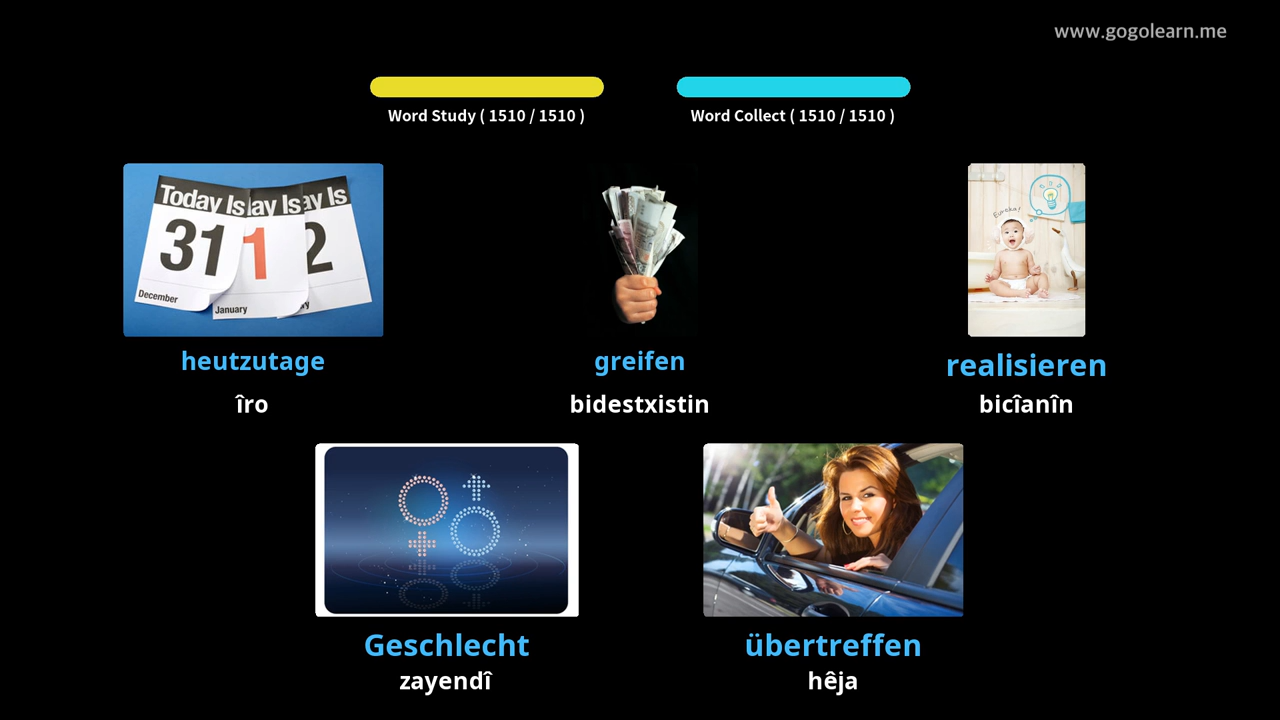 www.gogolearn.me
Word Study ( 1510 / 1510 )
Word Collect ( 1510 / 1510 )
Today Is
ay Is
ay Is
31
1
2
December
January
Eureka!
heutzutage
greifen
realisieren
îro
bidestxistin
bicîanîn
Geschlecht
übertreffen
zayendî
hêja